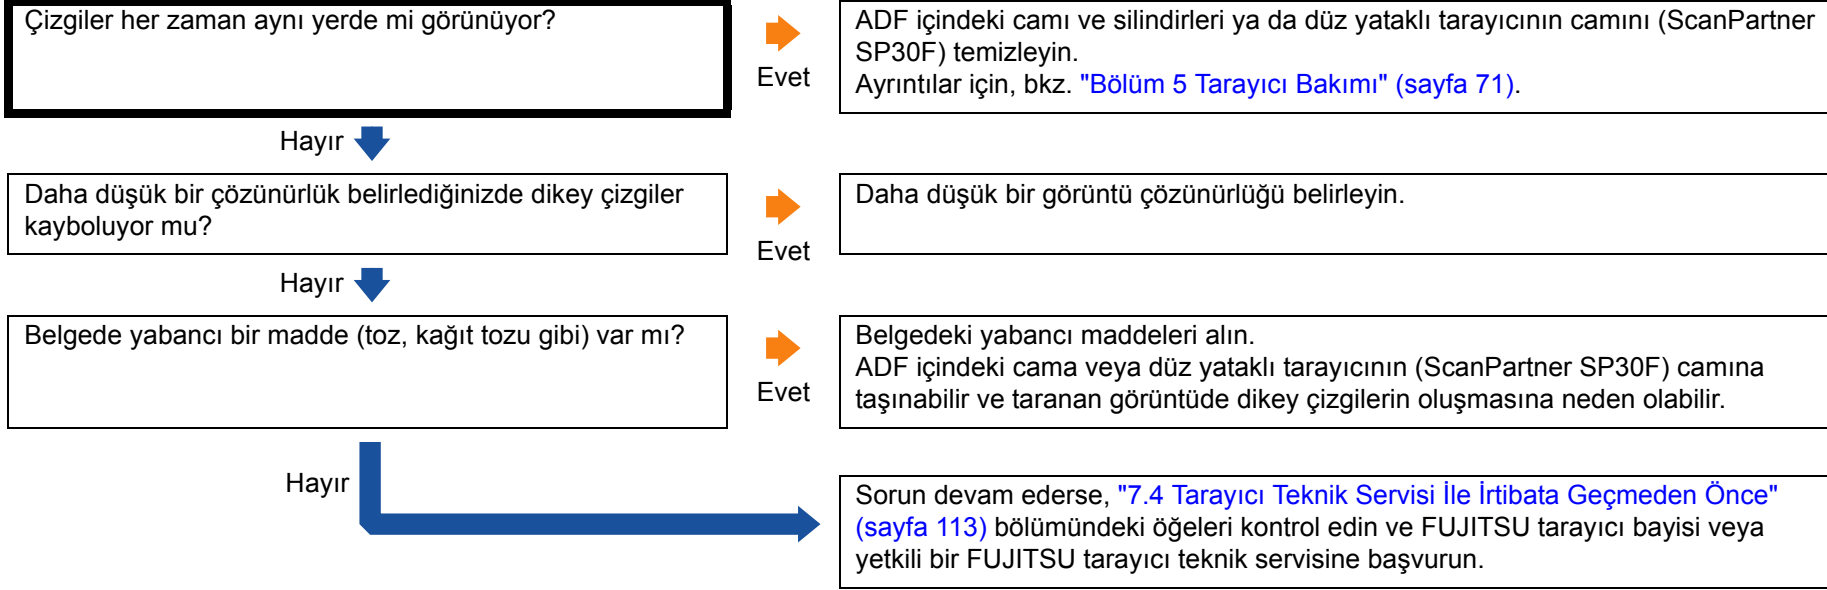 Çizgiler her zaman aynı yerde mi görünüyor?
Evet
ADF içindeki camı ve silindirleri ya da düz yataklı tarayıcının camını (ScanPartner
SP30F) temizleyin.
Ayrıntılar için, bkz. "Bölüm 5 Tarayıcı Bakımı" (sayfa 71).
Hayır
Daha düşük bir çözünürlük belirlediğinizde dikey çizgiler
kayboluyor mu?
Evet
Daha düşük bir görüntü çözünürlüğü belirleyin.
Hayır
Belgede yabancı bir madde (toz, kağıt tozu gibi) var mı?
Evet
Belgedeki yabancı maddeleri alın.
ADF içindeki cama veya düz yataklı tarayıcının (ScanPartner SP30F) camına
taşınabilir ve taranan görüntüde dikey çizgilerin oluşmasına neden olabilir.
Hayır
Sorun devam ederse, "7.4 Tarayıcı Teknik Servisi İle İrtibata Geçmeden Önce"
(sayfa 113) bölümündeki öğeleri kontrol edin ve FUJITSU tarayıcı bayisi veya
yetkili bir FUJITSU tarayıcı teknik servisine başvurun.